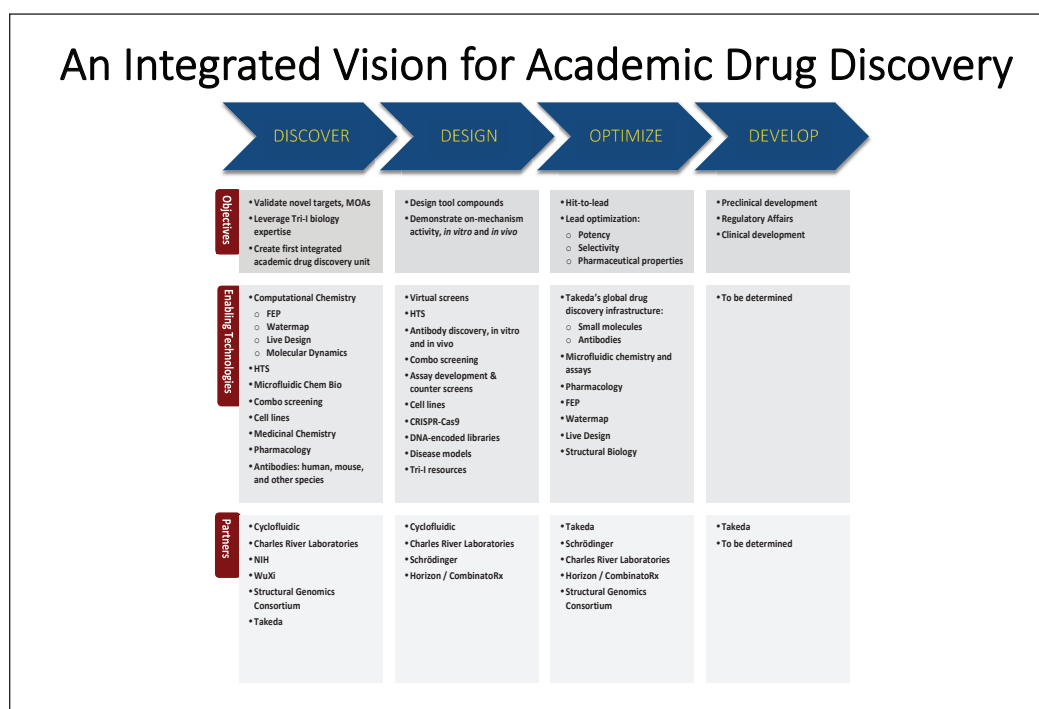 An Integrated Vision for Academic Drug Discovery
DISCOVER
DESIGN
OPTIMIZE
DEVELOP
Objectives
• Validate novel targets, MOAs
• Leverage Tri-I biology
expertise
• Create first integrated
academic drug discovery unit
• Design tool compounds
• Demonstrate on-mechanism
activity, in vitro and in vivo
• Hit-to-lead
• Lead optimization:
o Potency
o Selectivity
o Pharmaceutical properties
• Preclinical development
• Regulatory Affairs
• Clinical development
Enabling Technologies
• Computational Chemistry
o FEP
o Watermap
o Live Design
o Molecular Dynamics
• HTS
• Microfluidic Chem Bio
• Combo screening
• Cell lines
• Medicinal Chemistry
• Pharmacology
• Antibodies: human, mouse,
and other species
• Virtual screens
• HTS
• Antibody discovery, in vitro
and in vivo
• Combo screening
• Assay development &
counter screens
• Cell lines
• CRISPR-Cas9
• DNA-encoded libraries
• Disease models
• Tri-I resources
• Takeda's global drug
discovery infrastructure:
o Small molecules
o Antibodies
• Microfluidic chemistry and
assays
• Pharmacology
• FEP
• Watermap
• Live Design
• Structural Biology
• To be determined
Partners
• Cyclofluidic
• Charles River Laboratories
• NIH
• WuXi
• Structural Genomics
Consortium
• Takeda
• Cyclofluidic
• Charles River Laboratories
• Schrödinger
• Horizon / CombinatoRx
• Takeda
• Schrödinger
• Charles River Laboratories
• Horizon / CombinatoRx
• Structural Genomics
Consortium
• Takeda
• To be determined